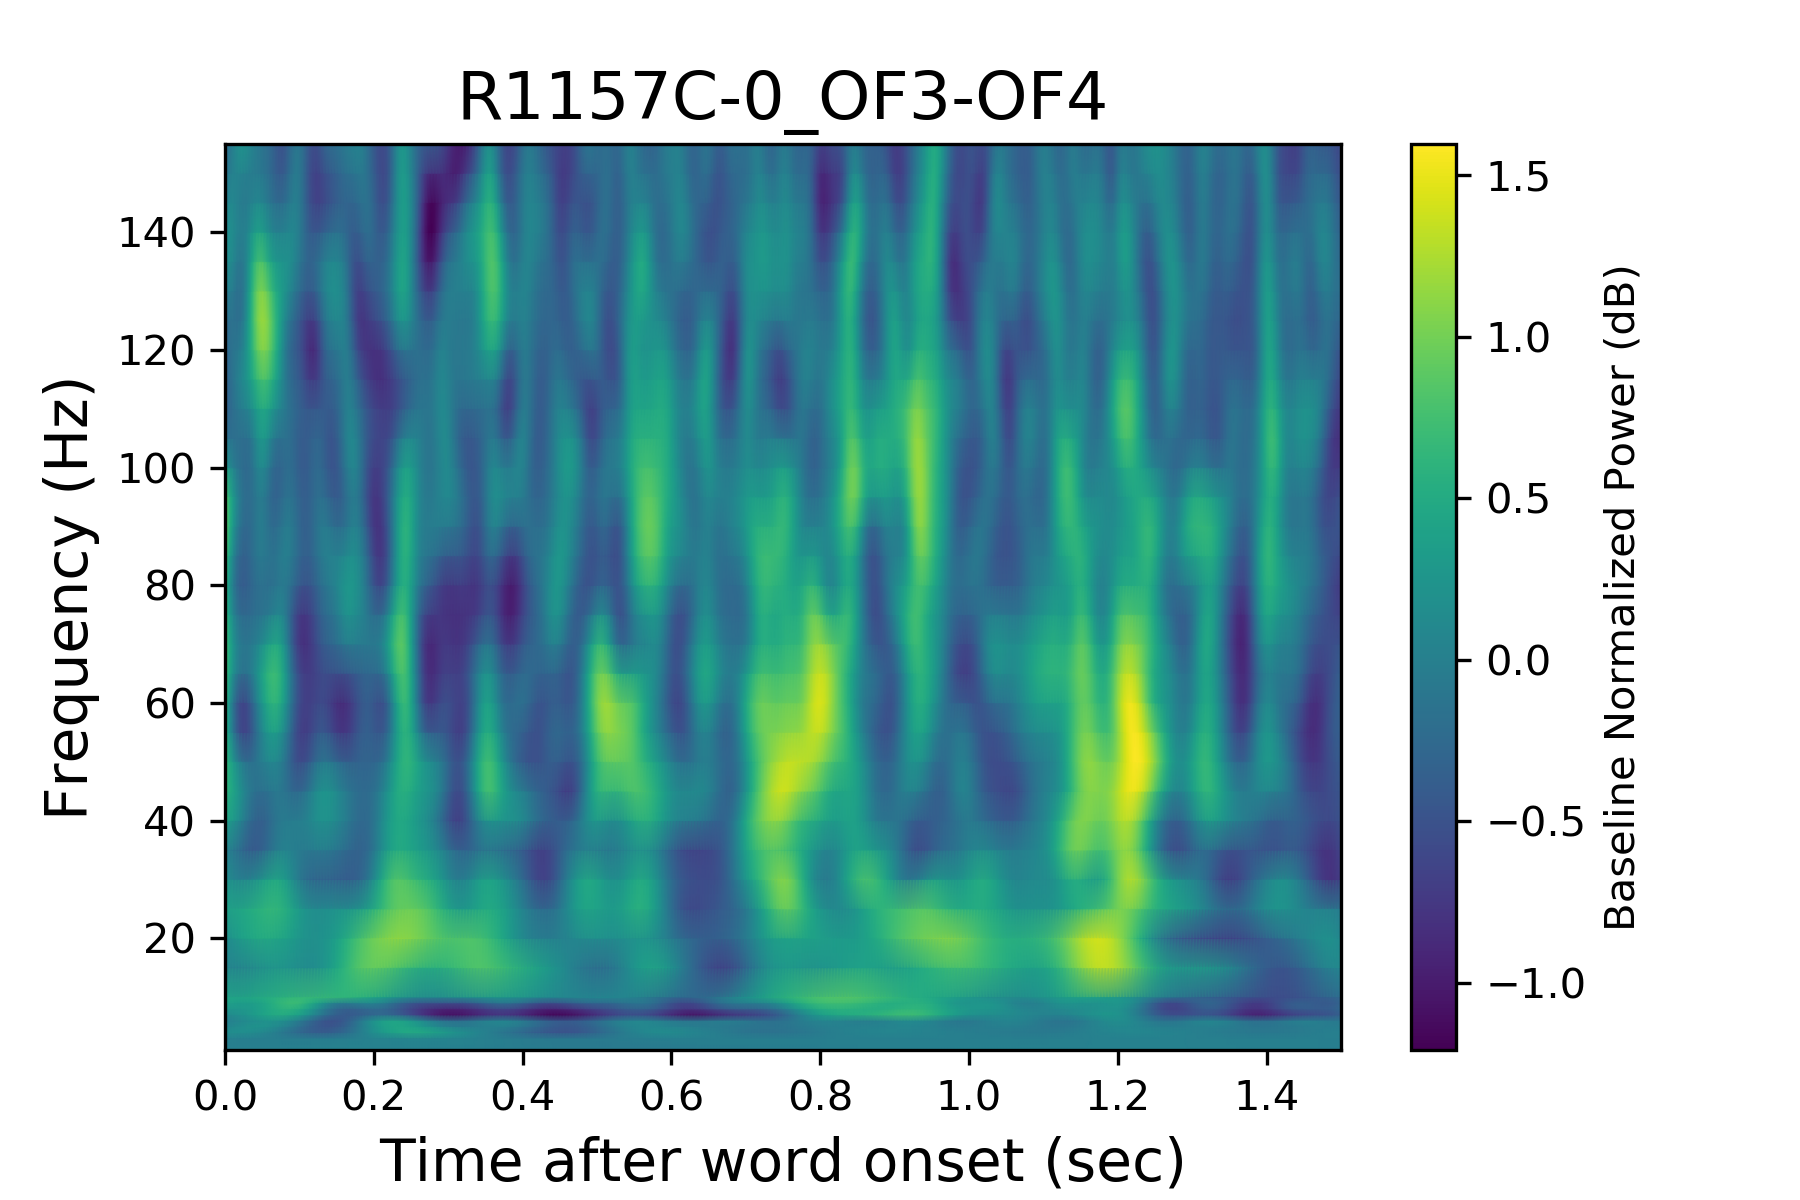 R1157C-0_OF3-OF4
Frequency (Hz)
140
120
100
80
60
40
20
0.0 0.2 0.4 0.6 0.8 1.0 1.2 1.4
Time after word onset (sec)
1.5
1.0
0.5
0.0
−0.5
−1.0
Baseline Normalized Power (dB)